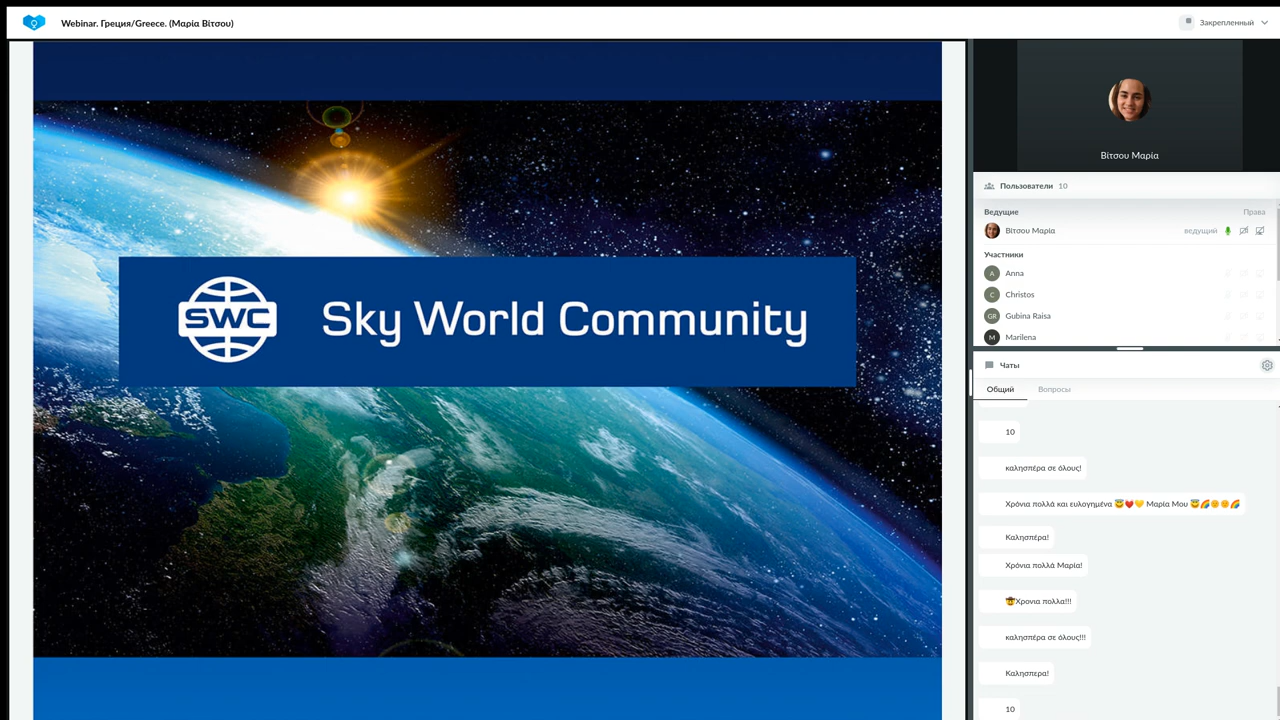 Webinar. Греция/Greece. (Μαρία Βίτσου)
Закрепленный
SWC
Sky World Community
Βίτσου Μαρία
Пользователи 10
Ведущие Права
Βίτσου Μαρία ведущий
Участники
A Anna
C Christos
GR Gubina Raisa
M Marilena
Чаты
Общий Вопросы
10
καλησπέρα σε όλους!
Χρόνια πολλά και ευλογημένα 😇❤️💛 Μαρία Μου 😇🌈🌞🌞🌈
Καλησπέρα!
Χρόνια πολλά Μαρία!
🤠Χρονια πολλα!!!
καλησπέρα σε όλους!!!
Καλησπερα!
10